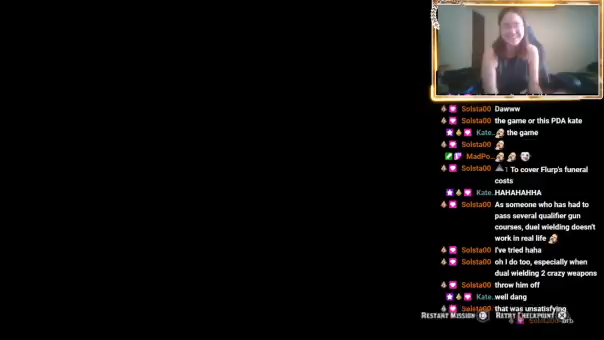 Solsta00 Dawww
Solsta00 the game or this PDA kate
Kate.. the game
Solsta00
MadPo..
Solsta00 1 To cover Flurp's funeral
costs
Kate.. HAHAHAHHA
Solsta00 As someone who has had to
pass several qualifier gun
courses, duel wielding doesn't
work in real life
Solsta00 I've tried haha
Solsta00 oh I do too, especially when
dual wielding 2 crazy weapons
Solsta00 throw him off
Kate.. well dang
Solsta00 that was unsatisfying
Restart Mission Retry Checkpoint